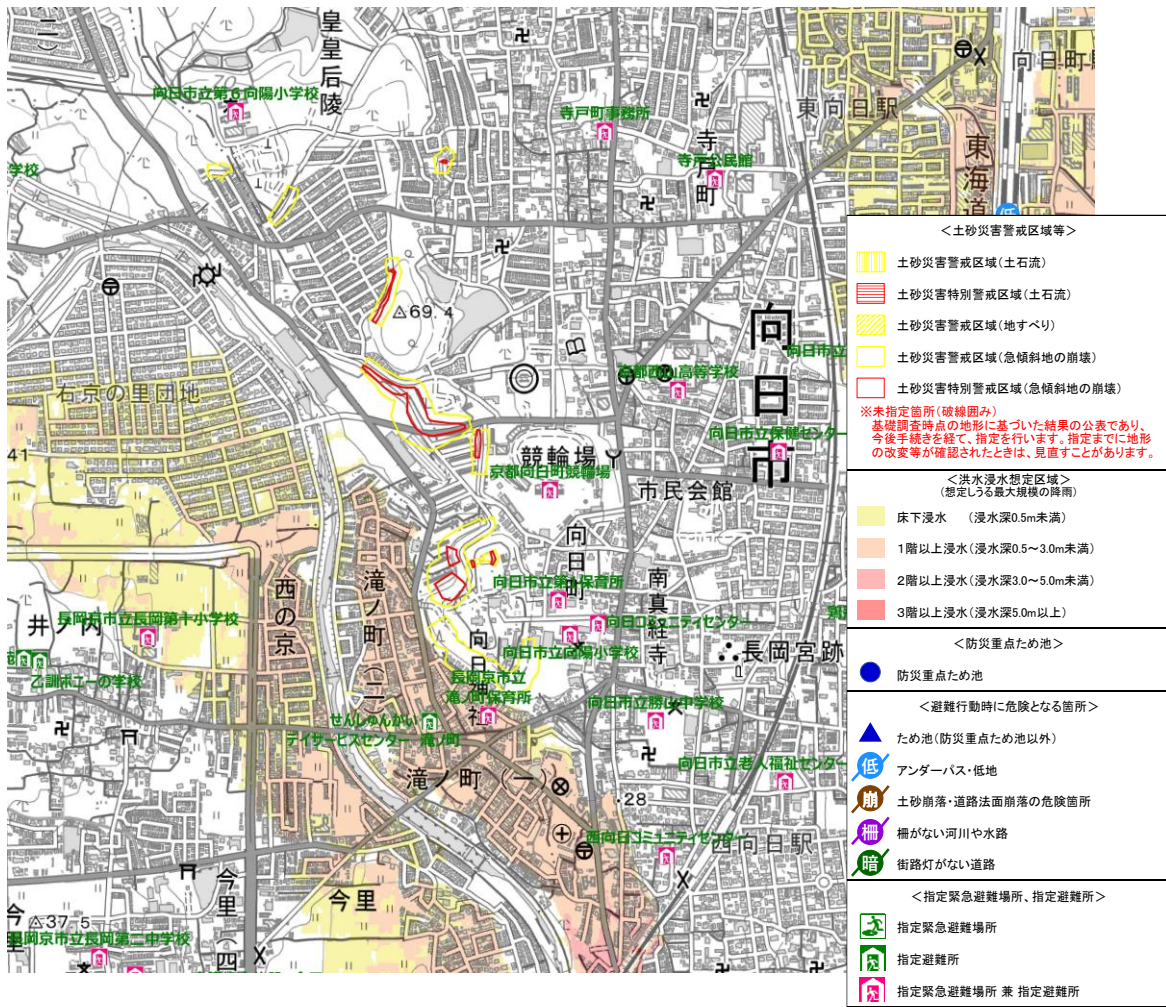 皇皇后陵
向日市立第6向陽小学校
向日町
寺戸町事務所
東向日駅
東海道
寺戸公民館
寺戸町
学校
低
△69.4
向日市
向日市立
右京の里団地
京都西山高等学校
向日市立保健センター
41
競輪場
京都向日町競輪場
市民会館
向日町
西の京
滝ノ町(二)
向日市立第1保育所
南真経寺
長岡京市立長岡第十小学校
井ノ内
向日コミュニティセンター
長岡宮跡
向日神社
向日市立向陽小学校
乙訓ポニーの学校
長岡京市立
滝ノ町保育所
向日市立勝山中学校
せんしゅんかい
デイサービスセンター 滝ノ町
向日市立老人福祉センター
滝ノ町(一)
28
西向日コミュニティセンター
西向日駅
今里
今里(四
今里
△37.5
長岡京市立長岡第二中学校
<土砂災害警戒区域等>
土砂災害警戒区域(土石流)
土砂災害特別警戒区域(土石流)
土砂災害警戒区域(地すべり)
土砂災害警戒区域(急傾斜地の崩壊)
土砂災害特別警戒区域(急傾斜地の崩壊)
※未指定箇所(破線囲み)
基礎調査時点の地形に基づいた結果の公表であり、
今後手続きを経て、指定を行います。指定までに地形
の改変等が確認されたときは、見直すことがあります。
<洪水浸水想定区域>
(想定しうる最大規模の降雨)
床下浸水 (浸水深0.5m未満)
1階以上浸水(浸水深0.5~3.0m未満)
2階以上浸水(浸水深3.0~5.0m未満)
3階以上浸水(浸水深5.0m以上)
<防災重点ため池>
防災重点ため池
<避難行動時に危険となる箇所>
ため池(防災重点ため池以外)
低 アンダーパス・低地
崩 土砂崩落・道路法面崩落の危険箇所
柵 柵がない河川や水路
暗 街路灯がない道路
<指定緊急避難場所、指定避難所>
指定緊急避難場所
指定避難所
指定緊急避難場所 兼 指定避難所